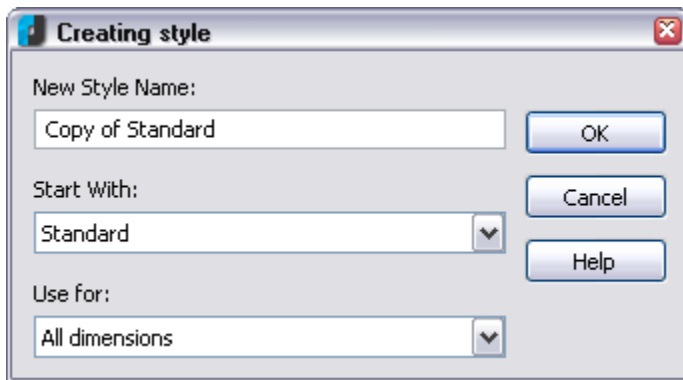 Creating style
New Style Name:
Copy of Standard
OK
Start With:
Cancel
Standard
Help
Use for:
All dimensions